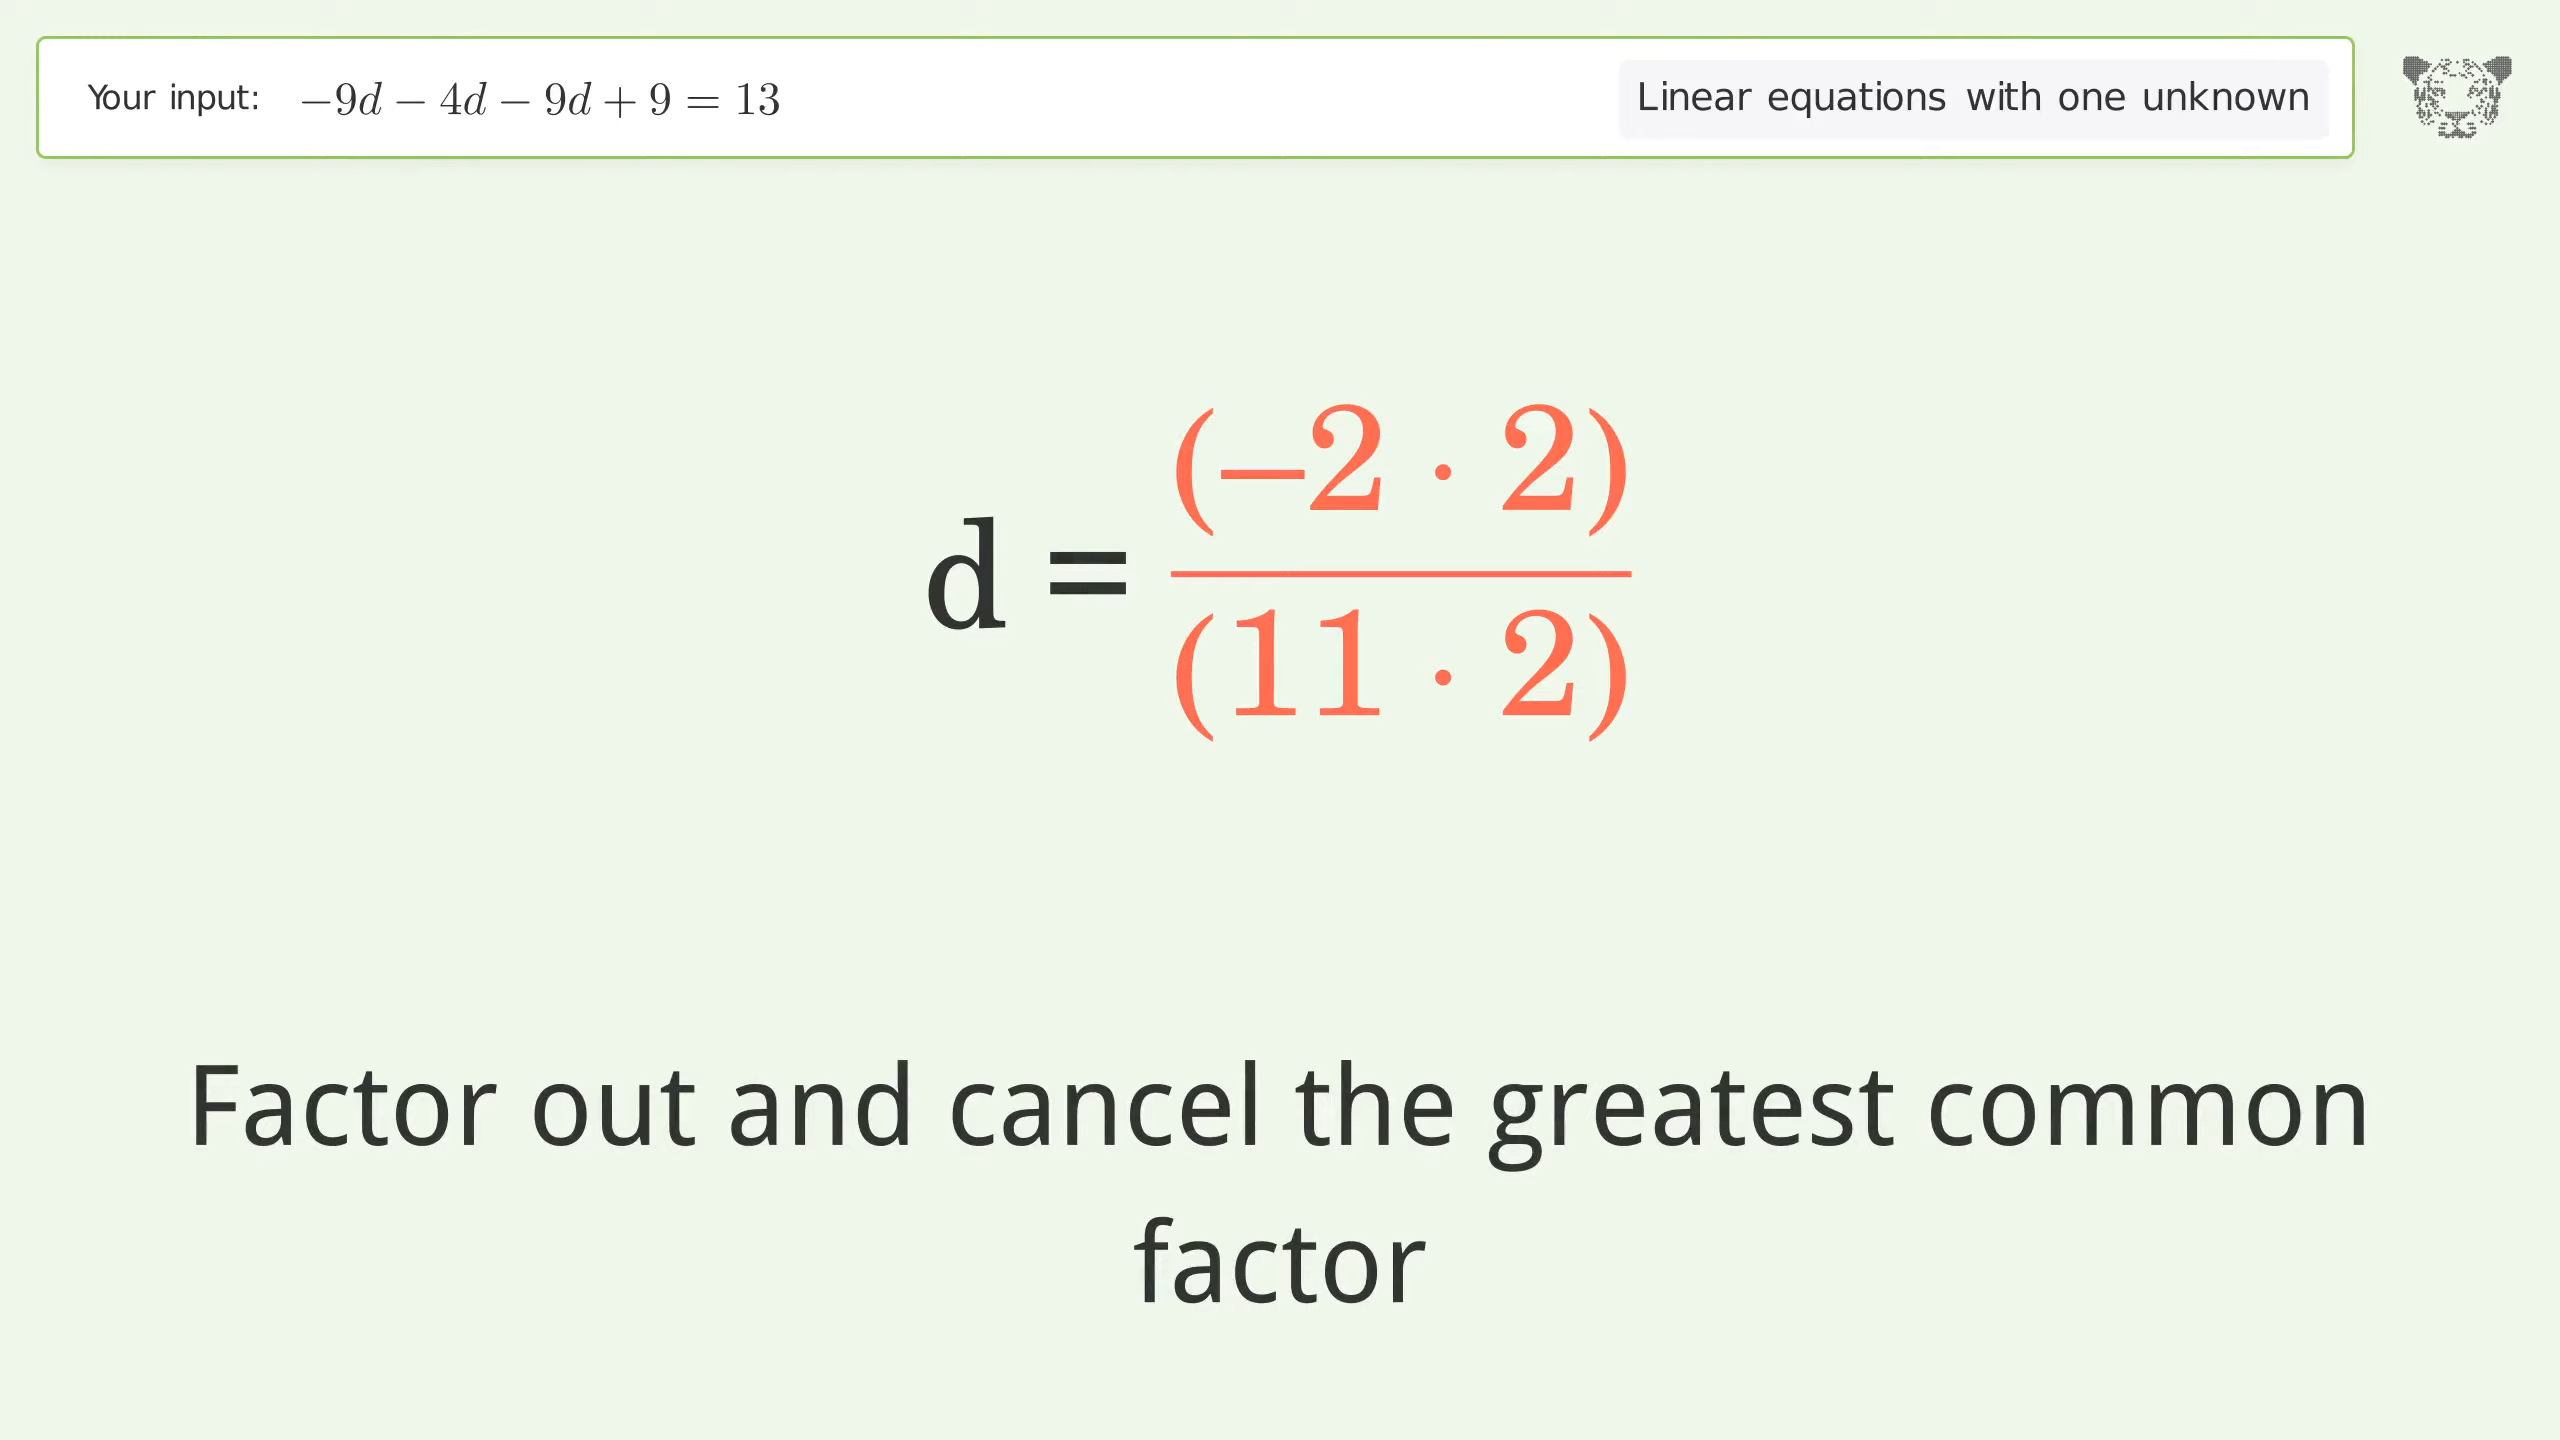 Your input: −9d − 4d − 9d + 9 = 13
Linear equations with one unknown
d = (−2 · 2)
(11 · 2)
Factor out and cancel the greatest common
factor